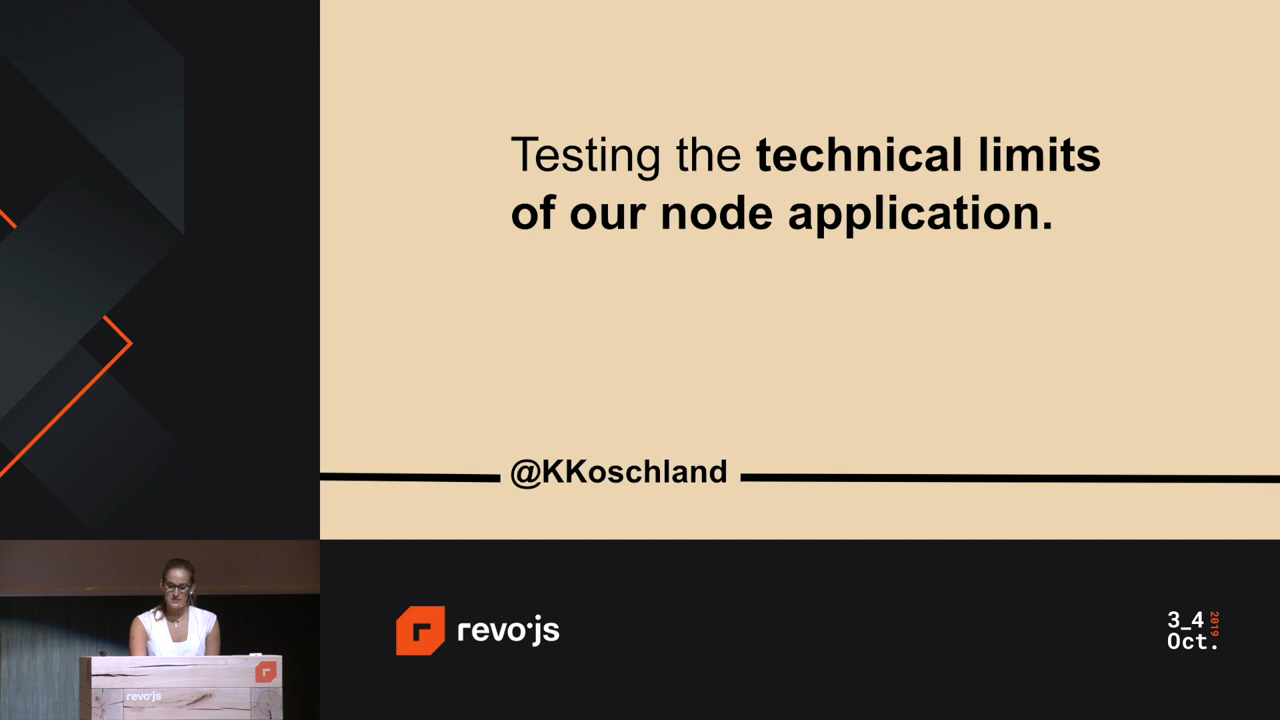 Testing the technical limits
of our node application.
@KKoschland
revo·js
3_4
Oct.
2019
revo·js